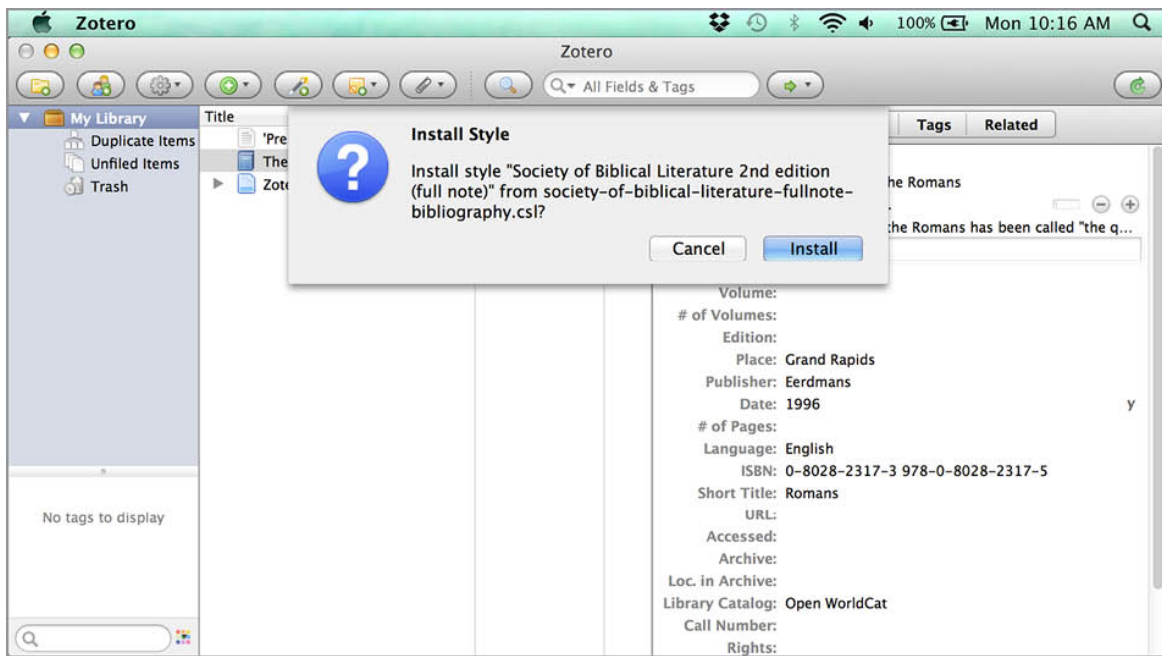 Zotero 100% Mon 10:16 AM
Zotero
All Fields & Tags
My Library
Duplicate Items
Unfiled Items
Trash
No tags to display
Title
'Pre
The
Zote
Install Style
Install style "Society of Biblical Literature 2nd edition
(full note)" from society-of-biblical-literature-fullnote-
bibliography.csl?
Cancel Install
Tags Related
he Romans
.
the Romans has been called "the q...
Volume:
# of Volumes:
Edition:
Place: Grand Rapids
Publisher: Eerdmans
Date: 1996 y
# of Pages:
Language: English
ISBN: 0-8028-2317-3 978-0-8028-2317-5
Short Title: Romans
URL:
Accessed:
Archive:
Loc. in Archive:
Library Catalog: Open WorldCat
Call Number:
Rights: